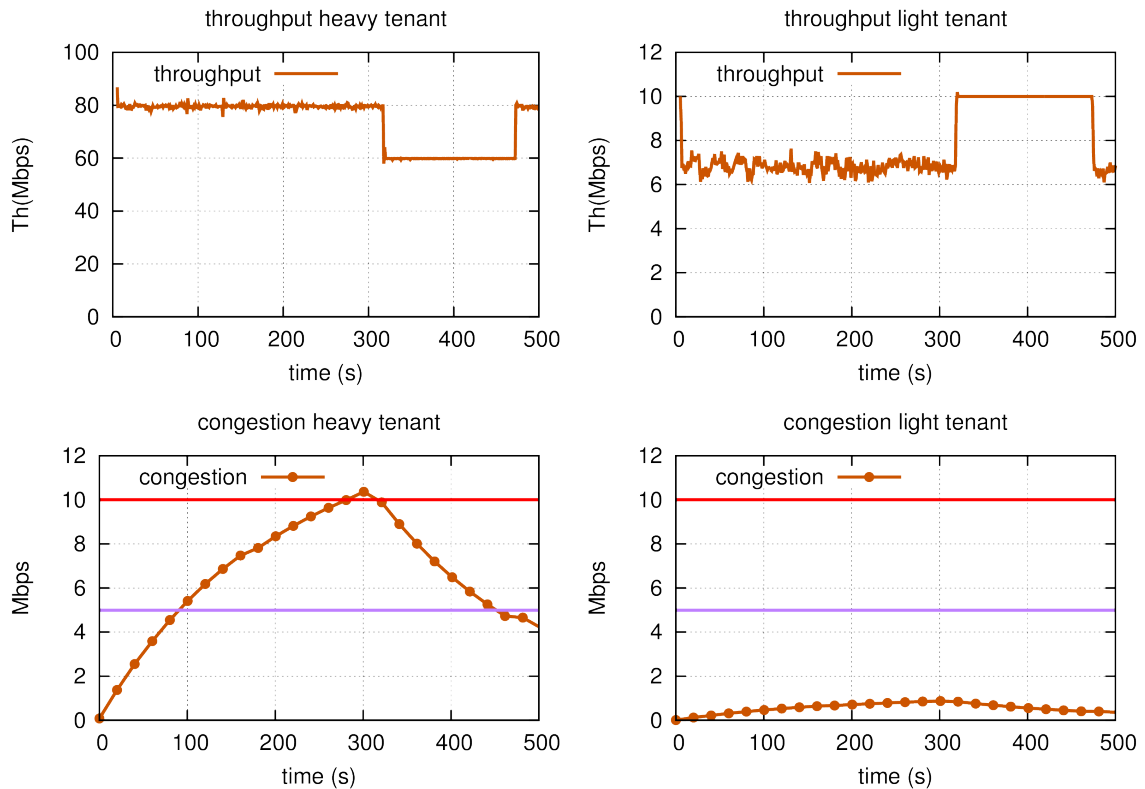 throughput heavy tenant
100
80
60
40
20
0
Th(Mbps)
throughput
0 100 200 300 400 500
time (s)
throughput light tenant
12
10
8
6
4
2
0
Th(Mbps)
throughput
0 100 200 300 400 500
time (s)
congestion heavy tenant
12
10
8
6
4
2
0
Mbps
congestion
0 100 200 300 400 500
time (s)
congestion light tenant
12
10
8
6
4
2
0
Mbps
congestion
0 100 200 300 400 500
time (s)